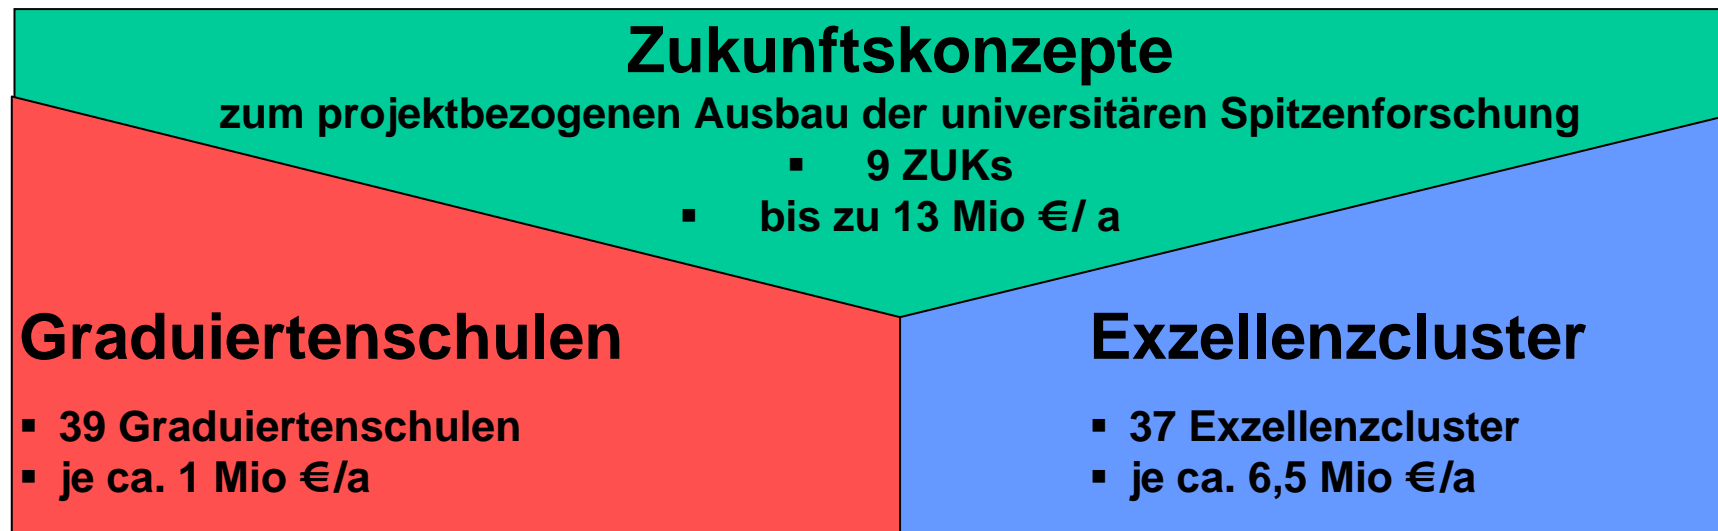 Zukunftskonzepte
zum projektbezogenen Ausbau der universitären Spitzenforschung
▪ 9 ZUKs
▪ bis zu 13 Mio €/ a
Graduiertenschulen
▪ 39 Graduiertenschulen
▪ je ca. 1 Mio €/a
Exzellenzcluster
▪ 37 Exzellenzcluster
▪ je ca. 6,5 Mio €/a